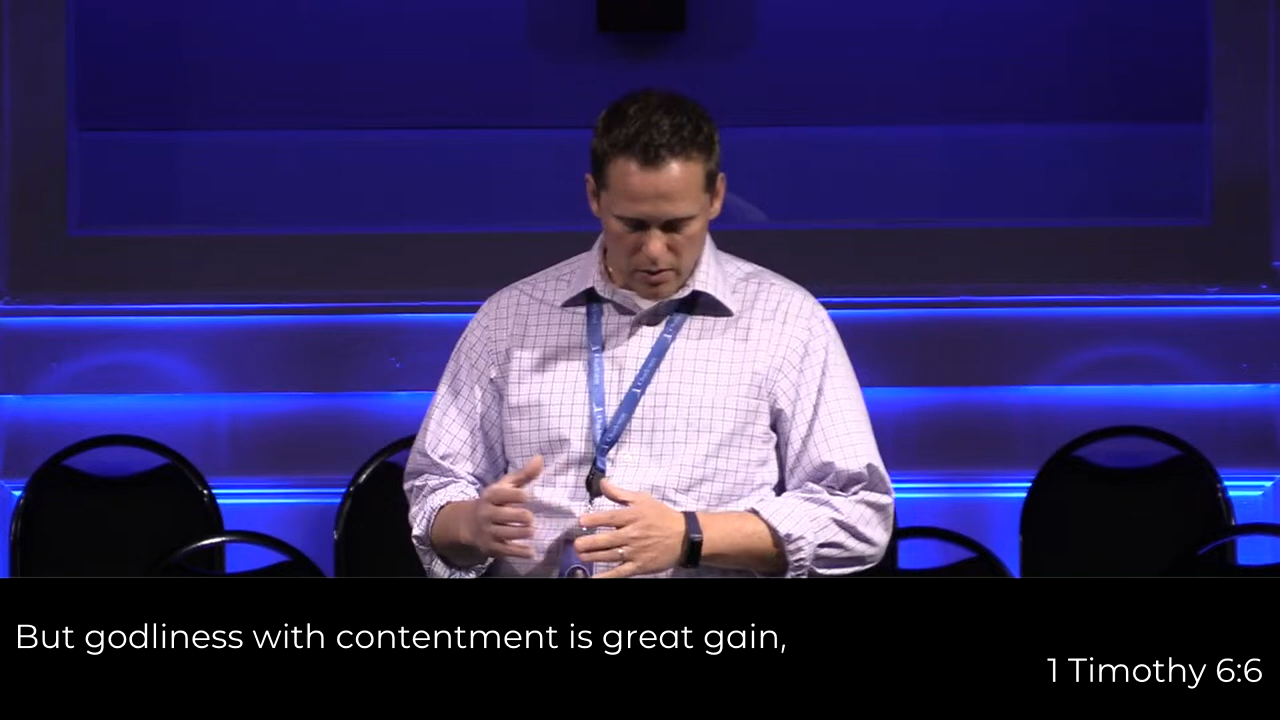 But godliness with contentment is great gain,
1 Timothy 6:6